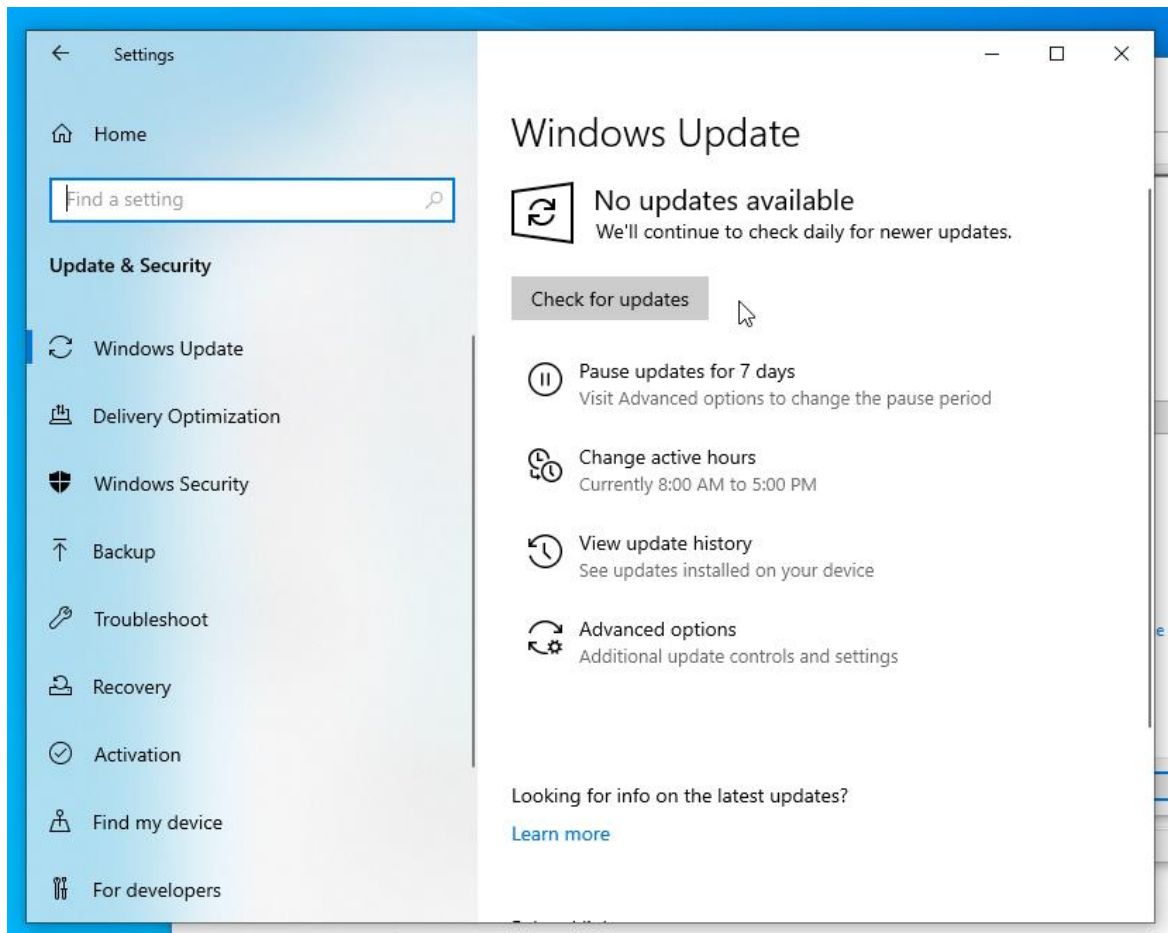 Settings
Home
Find a setting
Update & Security
Windows Update
Delivery Optimization
Windows Security
Backup
Troubleshoot
Recovery
Activation
Find my device
For developers
Windows Update
No updates available
We'll continue to check daily for newer updates.
Check for updates
Pause updates for 7 days
Visit Advanced options to change the pause period
Change active hours
Currently 8:00 AM to 5:00 PM
View update history
See updates installed on your device
Advanced options
Additional update controls and settings
Looking for info on the latest updates?
Learn more
e